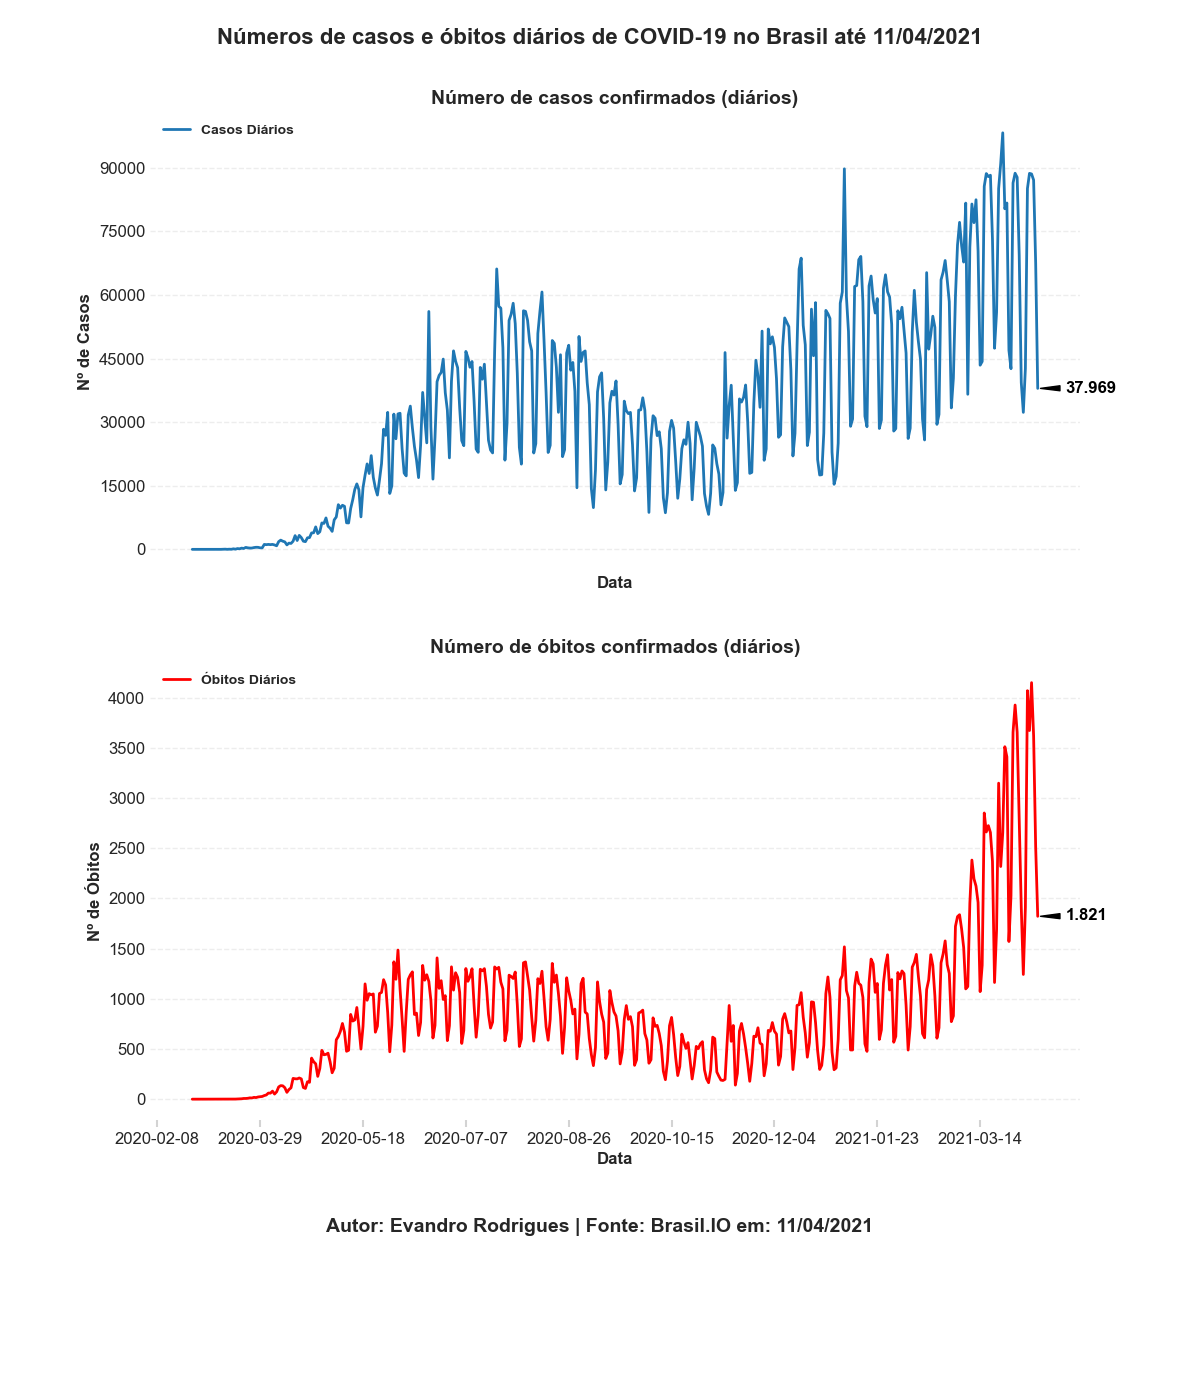 Números de casos e óbitos diários de COVID-19 no Brasil até 11/04/2021
Número de casos confirmados (diários)
Casos Diários
90000
75000
60000
45000
30000
15000
0
Nº de Casos
37.969
Data
Número de óbitos confirmados (diários)
Óbitos Diários
4000
3500
3000
2500
2000
1500
1000
500
0
Nº de Óbitos
1.821
2020-02-08 2020-03-29 2020-05-18 2020-07-07 2020-08-26 2020-10-15 2020-12-04 2021-01-23 2021-03-14
Data
Autor: Evandro Rodrigues | Fonte: Brasil.IO em: 11/04/2021